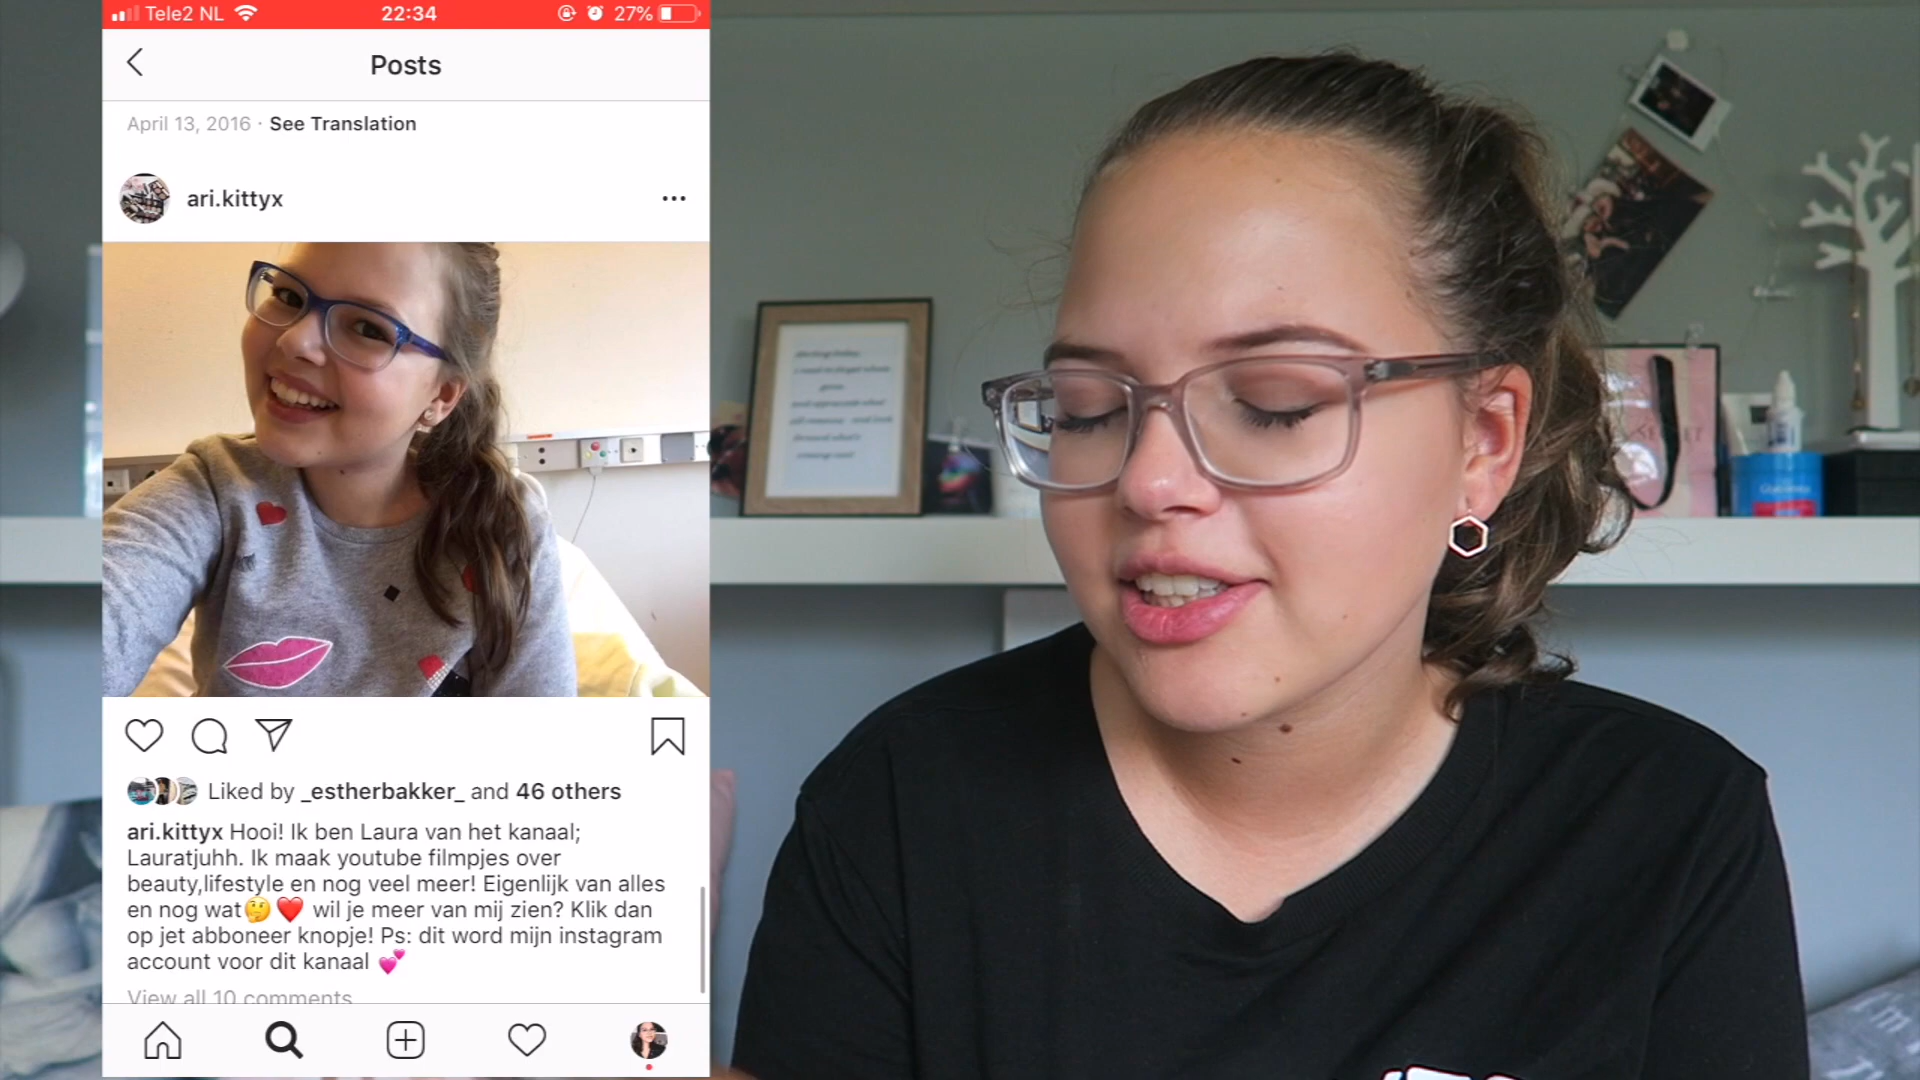 Tele2 NL 22:34 27%
Posts
April 13, 2016 · See Translation
ari.kittyx
Liked by _estherbakker_ and 46 others
ari.kittyx Hooi! Ik ben Laura van het kanaal;
Lauratjuhh. Ik maak youtube filmpjes over
beauty,lifestyle en nog veel meer! Eigenlijk van alles
en nog wat🤔❤️ wil je meer van mij zien? Klik dan
op jet abboneer knopje! Ps: dit word mijn instagram
account voor dit kanaal 💕
View all 10 comments